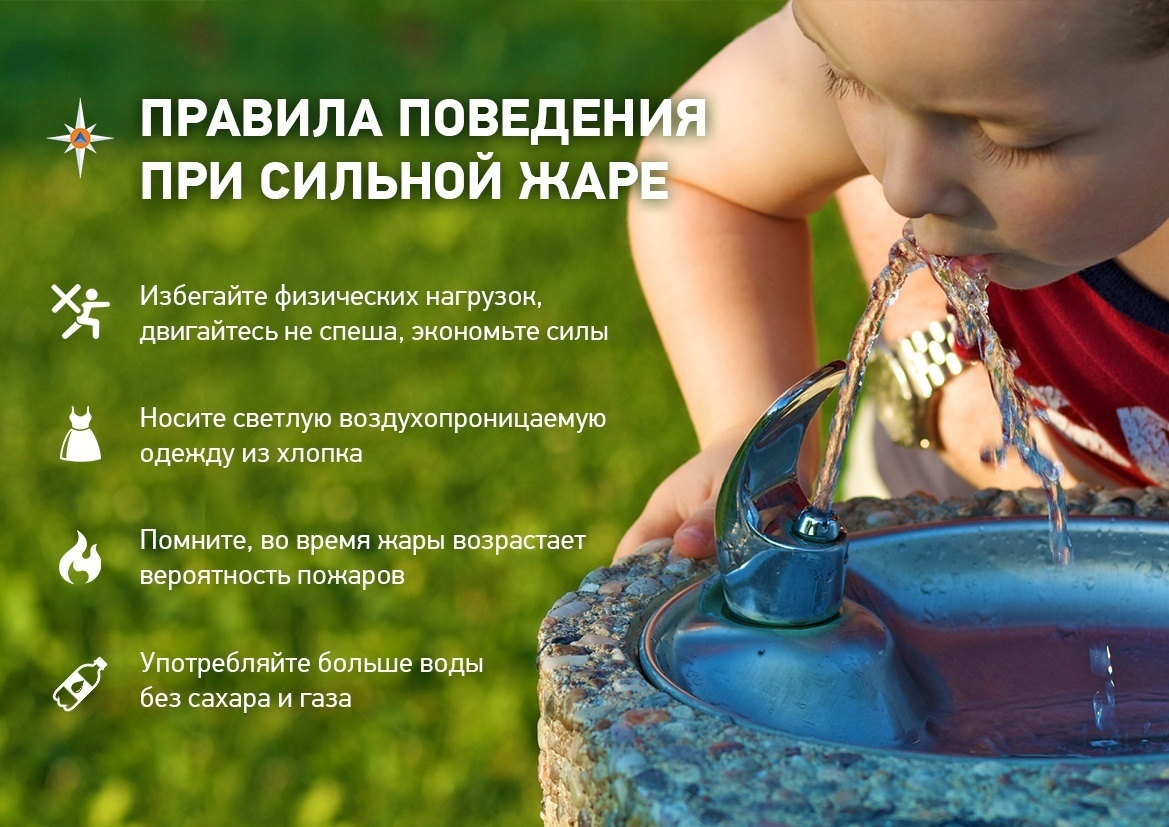 ПРАВИЛА ПОВЕДЕНИЯ
ПРИ СИЛЬНОЙ ЖАРЕ
Избегайте физических нагрузок,
двигайтесь не спеша, экономьте силы
Носите светлую воздухопроницаемую
одежду из хлопка
Помните, во время жары возрастает
вероятность пожаров
Употребляйте больше воды
без сахара и газа